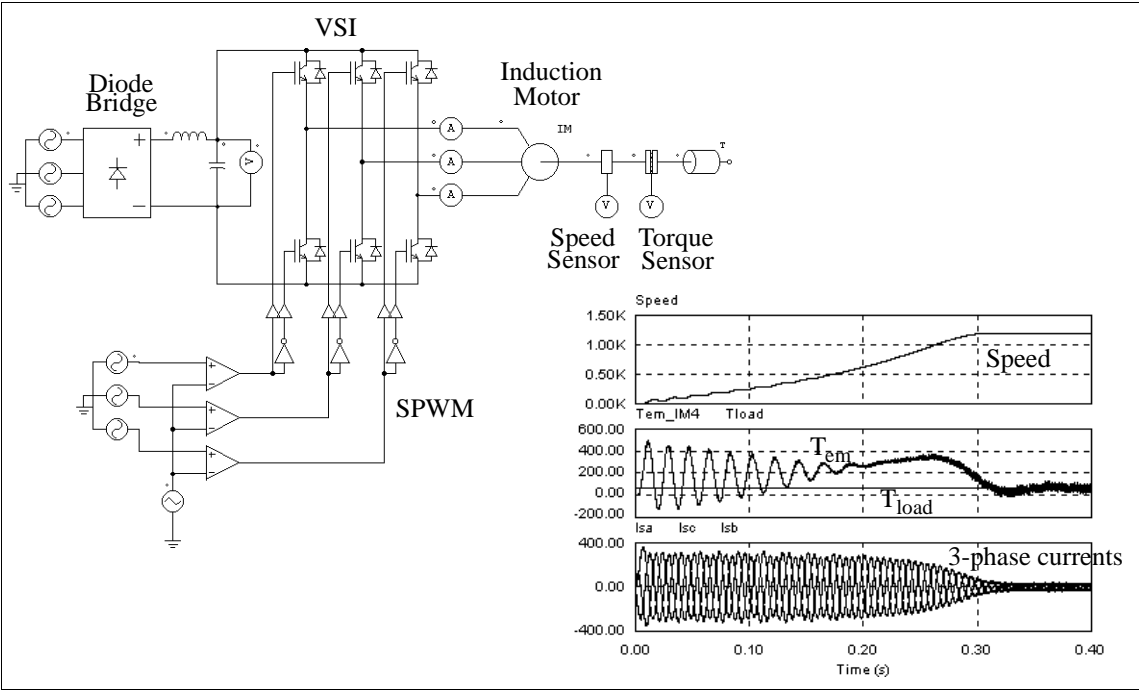 VSI
Diode
Bridge
Induction
Motor
IM
T
A
A
A
V
V
V
Speed
Sensor
Torque
Sensor
SPWM
Speed
1.50K
1.00K
0.50K
0.00K
Speed
Tem_IM4 Tload
600.00
400.00
200.00
0.00
-200.00
Tem
Tload
Isa Isc Isb
400.00
0.00
-400.00
3-phase currents
0.00 0.10 0.20 0.30 0.40
Time (s)